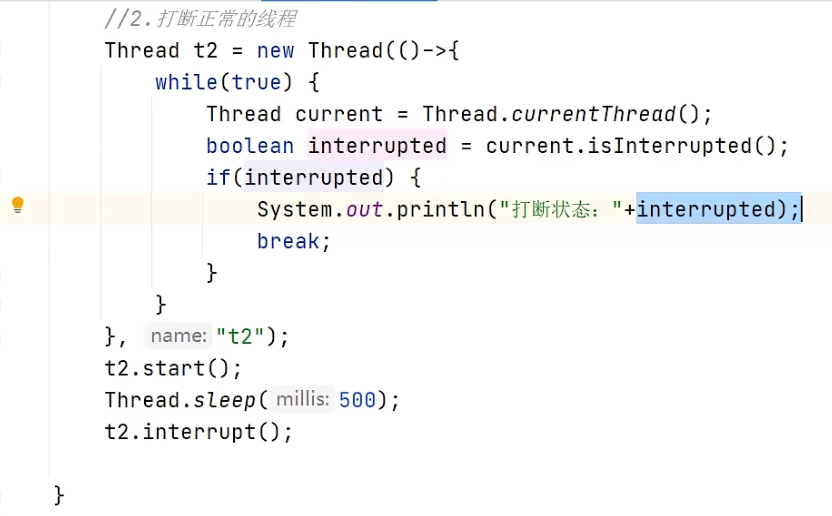 //2.打断正常的线程
Thread t2 = new Thread(()->{
while(true) {
Thread current = Thread.currentThread();
boolean interrupted = current.isInterrupted();
if(interrupted) {
System.out.println("打断状态："+interrupted);
break;
}
}
}, name: "t2");
t2.start();
Thread.sleep( millis: 500);
t2.interrupt();
}